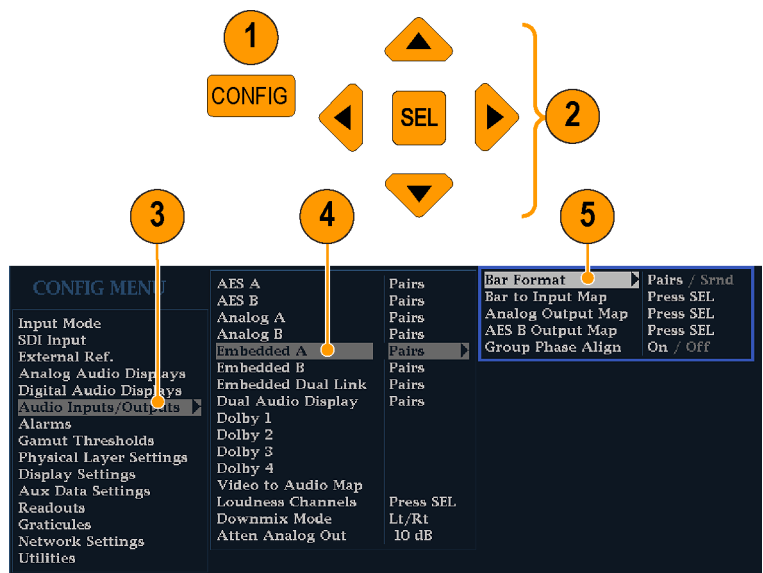 1
CONFIG
SEL
2
3
4
5
CONFIG MENU
Input Mode
SDI Input
External Ref.
Analog Audio Displays
Digital Audio Displays
Audio Inputs/Outputs
Alarms
Gamut Thresholds
Physical Layer Settings
Display Settings
Aux Data Settings
Readouts
Graticules
Network Settings
Utilities
AES A Pairs
AES B Pairs
Analog A Pairs
Analog B Pairs
Embedded A Pairs
Embedded B Pairs
Embedded Dual Link Pairs
Dual Audio Display Pairs
Dolby 1
Dolby 2
Dolby 3
Dolby 4
Video to Audio Map
Loudness Channels Press SEL
Downmix Mode Lt/Rt
Atten Analog Out 10 dB
Bar Format Pairs / Srnd
Bar to Input Map Press SEL
Analog Output Map Press SEL
AES B Output Map Press SEL
Group Phase Align On / Off